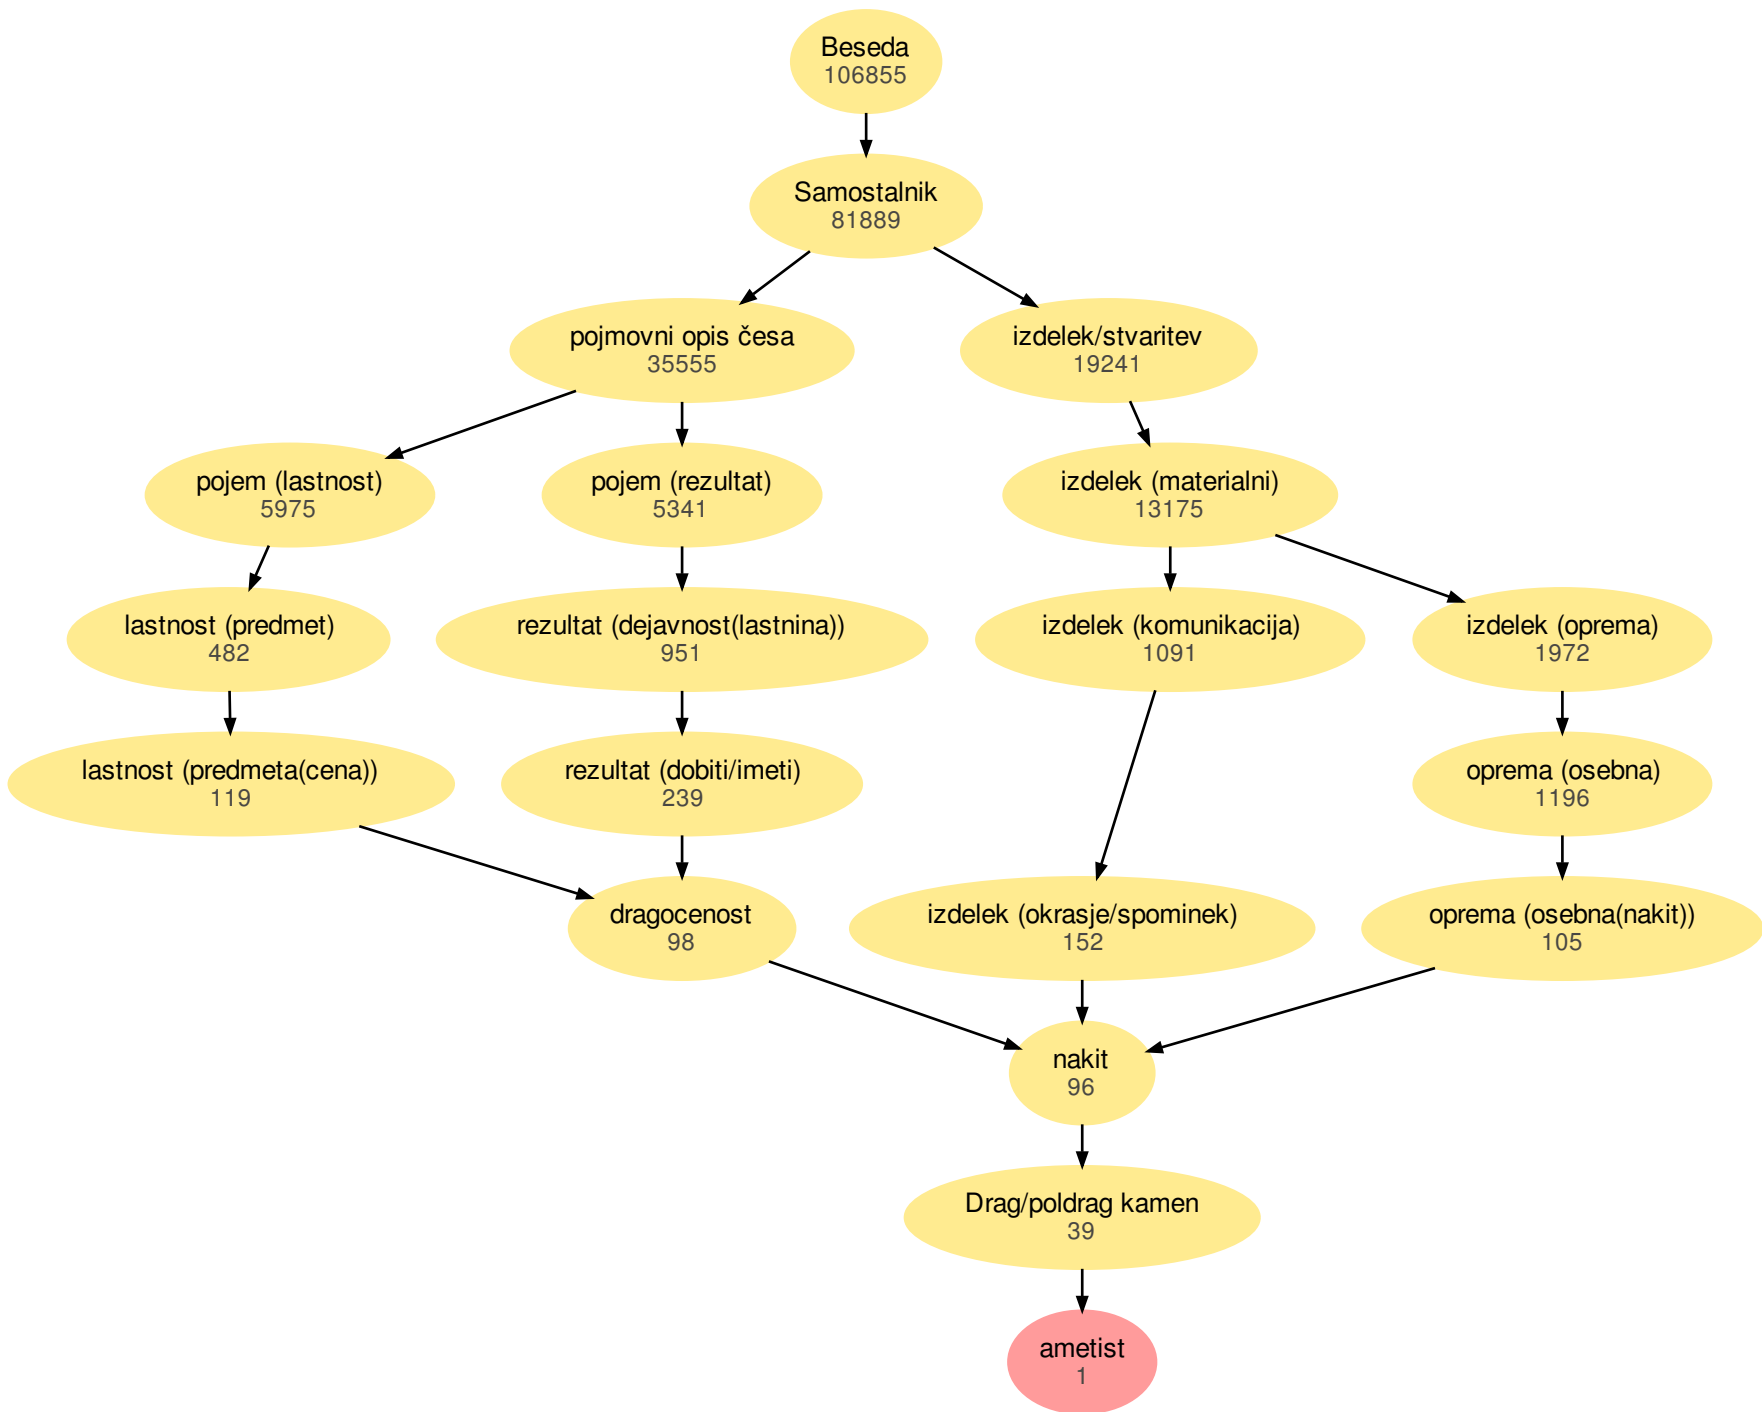 Beseda
106855
Samostalnik
81889
pojmovni opis česa
35555
izdelek/stvaritev
19241
pojem (lastnost)
5975
pojem (rezultat)
5341
izdelek (materialni)
13175
lastnost (predmet)
482
rezultat (dejavnost(lastnina))
951
izdelek (komunikacija)
1091
izdelek (oprema)
1972
lastnost (predmeta(cena))
119
rezultat (dobiti/imeti)
239
oprema (osebna)
1196
dragocenost
98
izdelek (okrasje/spominek)
152
oprema (osebna(nakit))
105
nakit
96
Drag/poldrag kamen
39
ametist
1